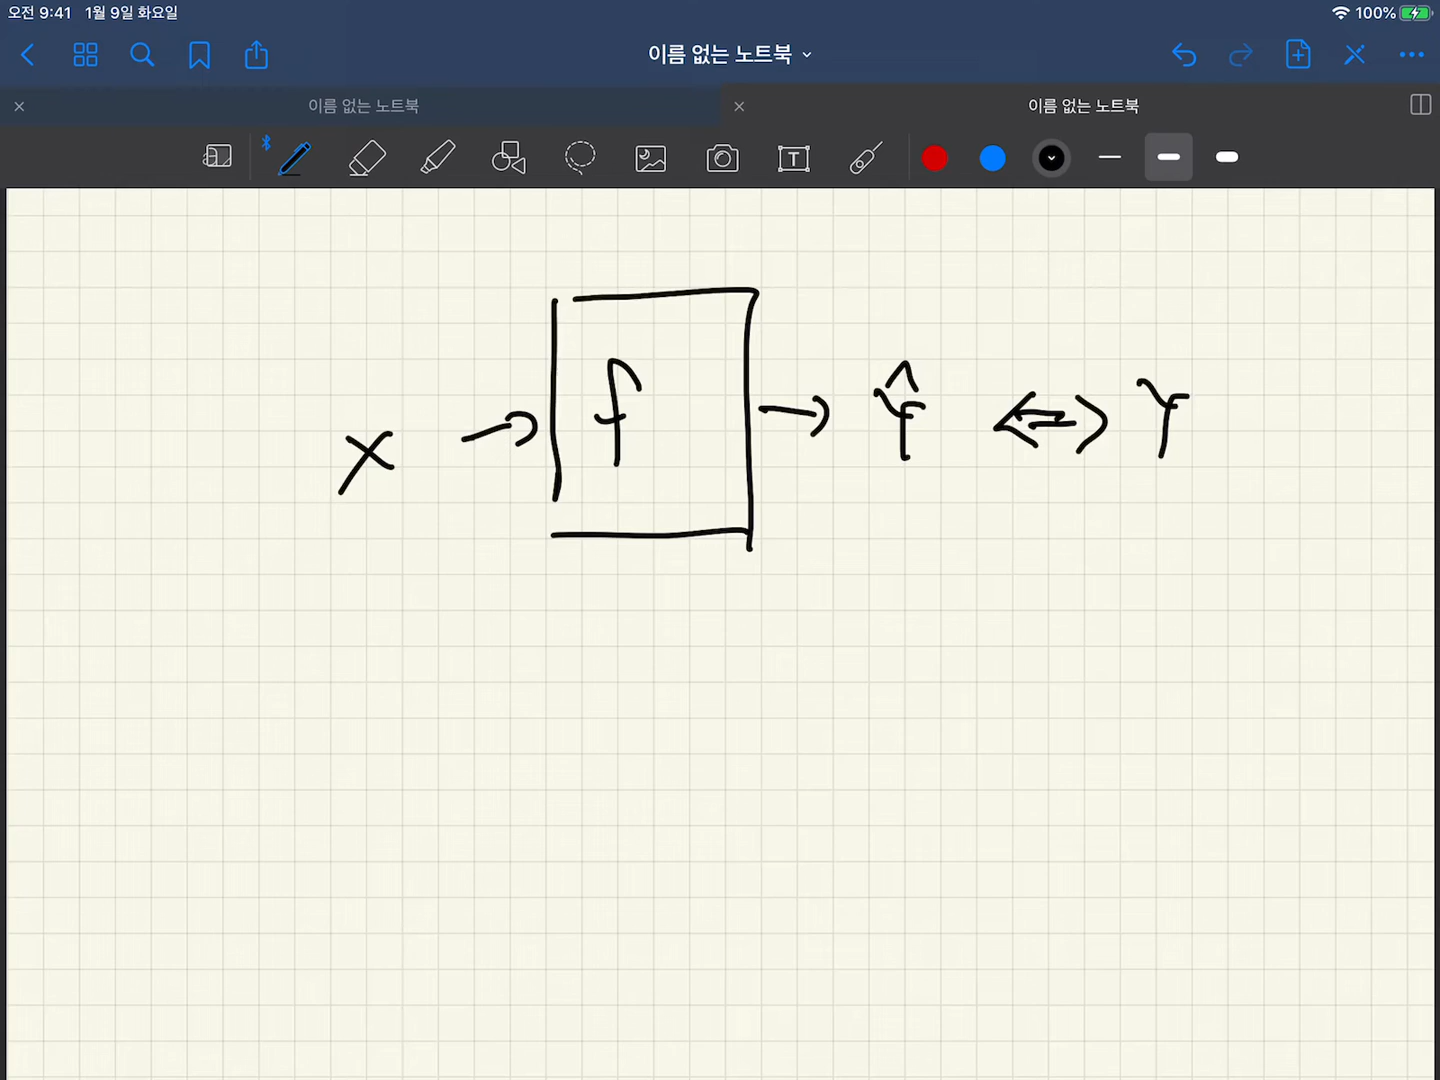 오전 9:41 1월 9일 화요일 100%
이름 없는 노트북
이름 없는 노트북 이름 없는 노트북
T
X → f → Ŷ ⇔ Y